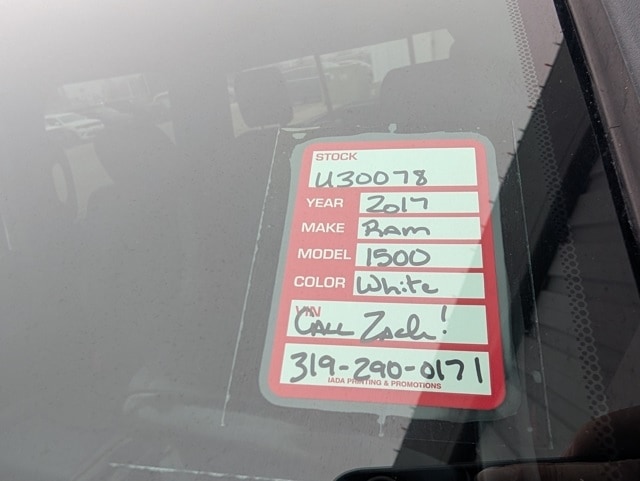 STOCK
U30078
YEAR 2017
MAKE Ram
MODEL 1500
COLOR White
VIN
CALL Zach!
319-290-0171
IADA PRINTING & PROMOTIONS